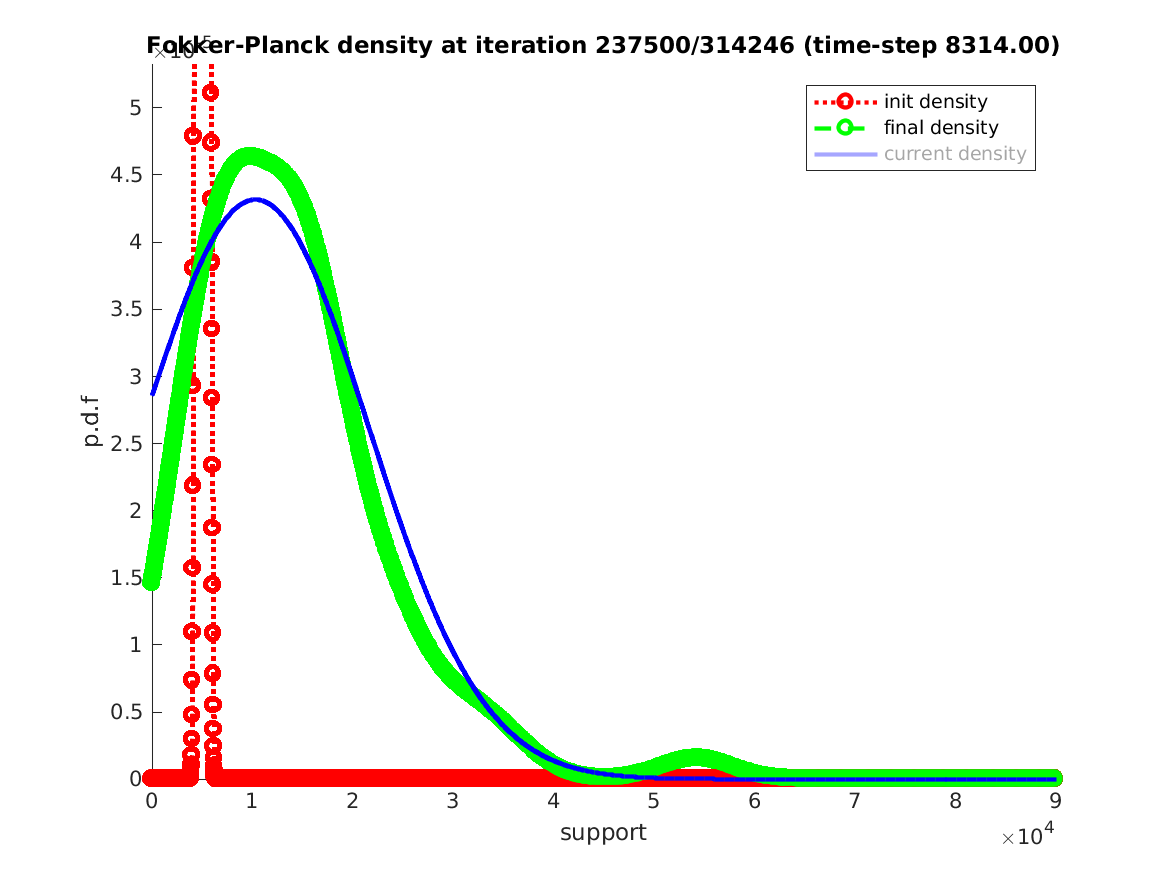 Fokker-Planck density at iteration 237500/314246 (time-step 8314.00)
init density
final density
current density
5
4.5
4
3.5
3
2.5
2
1.5
1
0.5
0
p.d.f
0 1 2 3 4 5 6 7 8 9
support
×10⁴